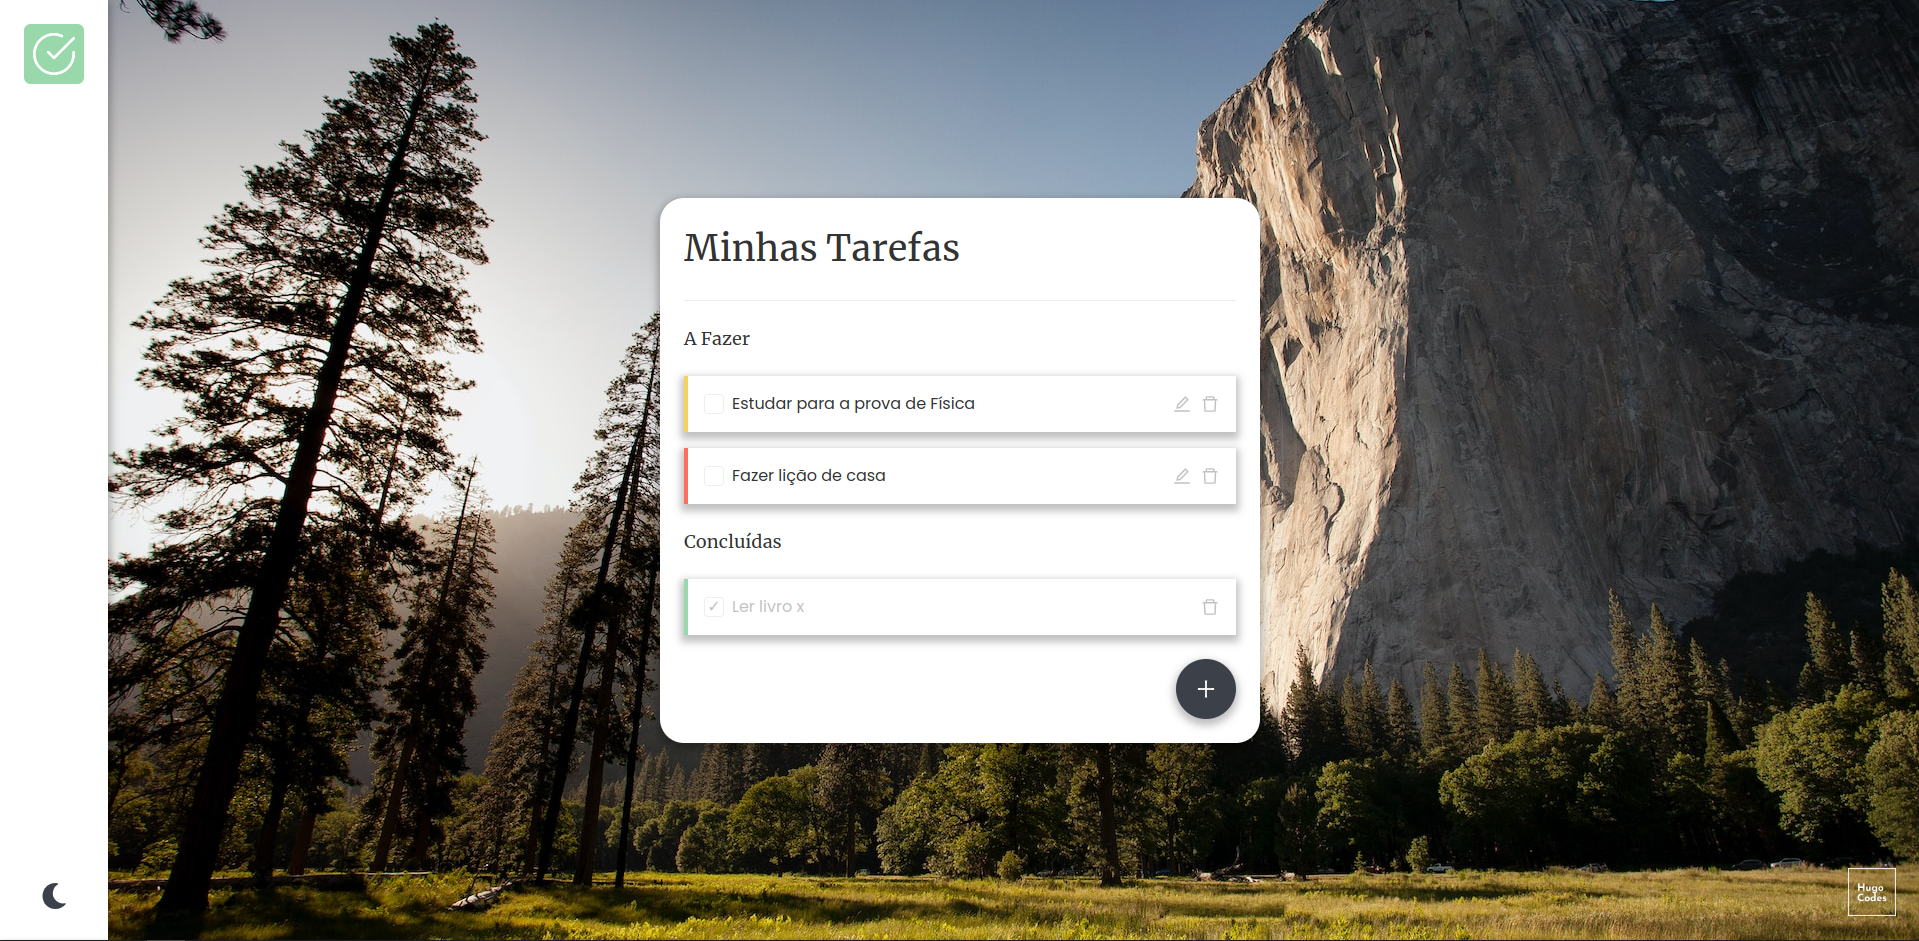 Minhas Tarefas
A Fazer
Estudar para a prova de Física
Fazer lição de casa
Concluídas
Ler livro x
Hugo
Codes